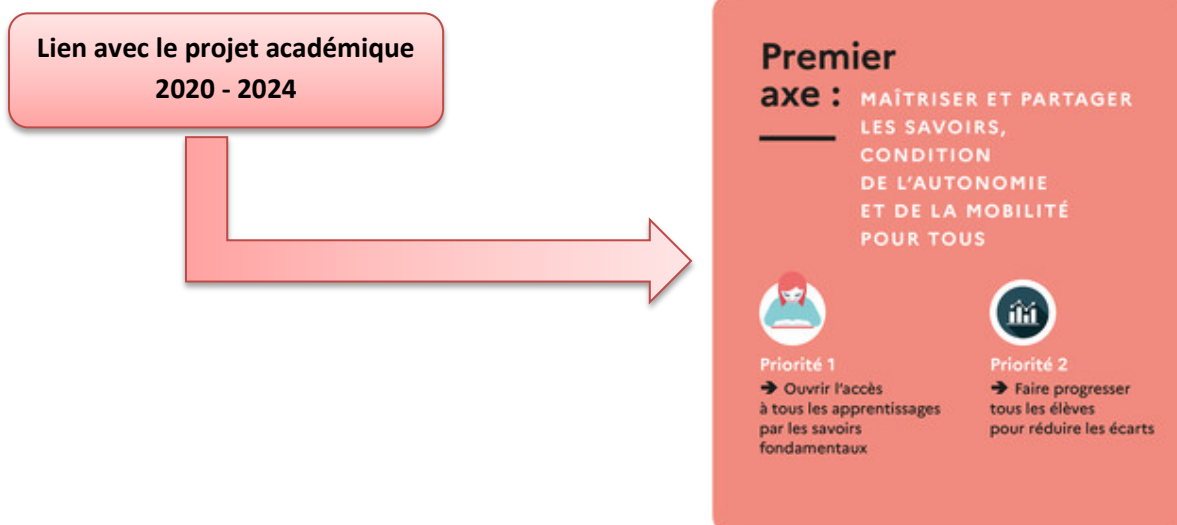 Lien avec le projet académique
2020 - 2024
Premier
axe :
MAÎTRISER ET PARTAGER
LES SAVOIRS,
CONDITION
DE L'AUTONOMIE
ET DE LA MOBILITÉ
POUR TOUS
Priorité 1
➔ Ouvrir l'accès
à tous les apprentissages
par les savoirs
fondamentaux
Priorité 2
➔ Faire progresser
tous les élèves
pour réduire les écarts